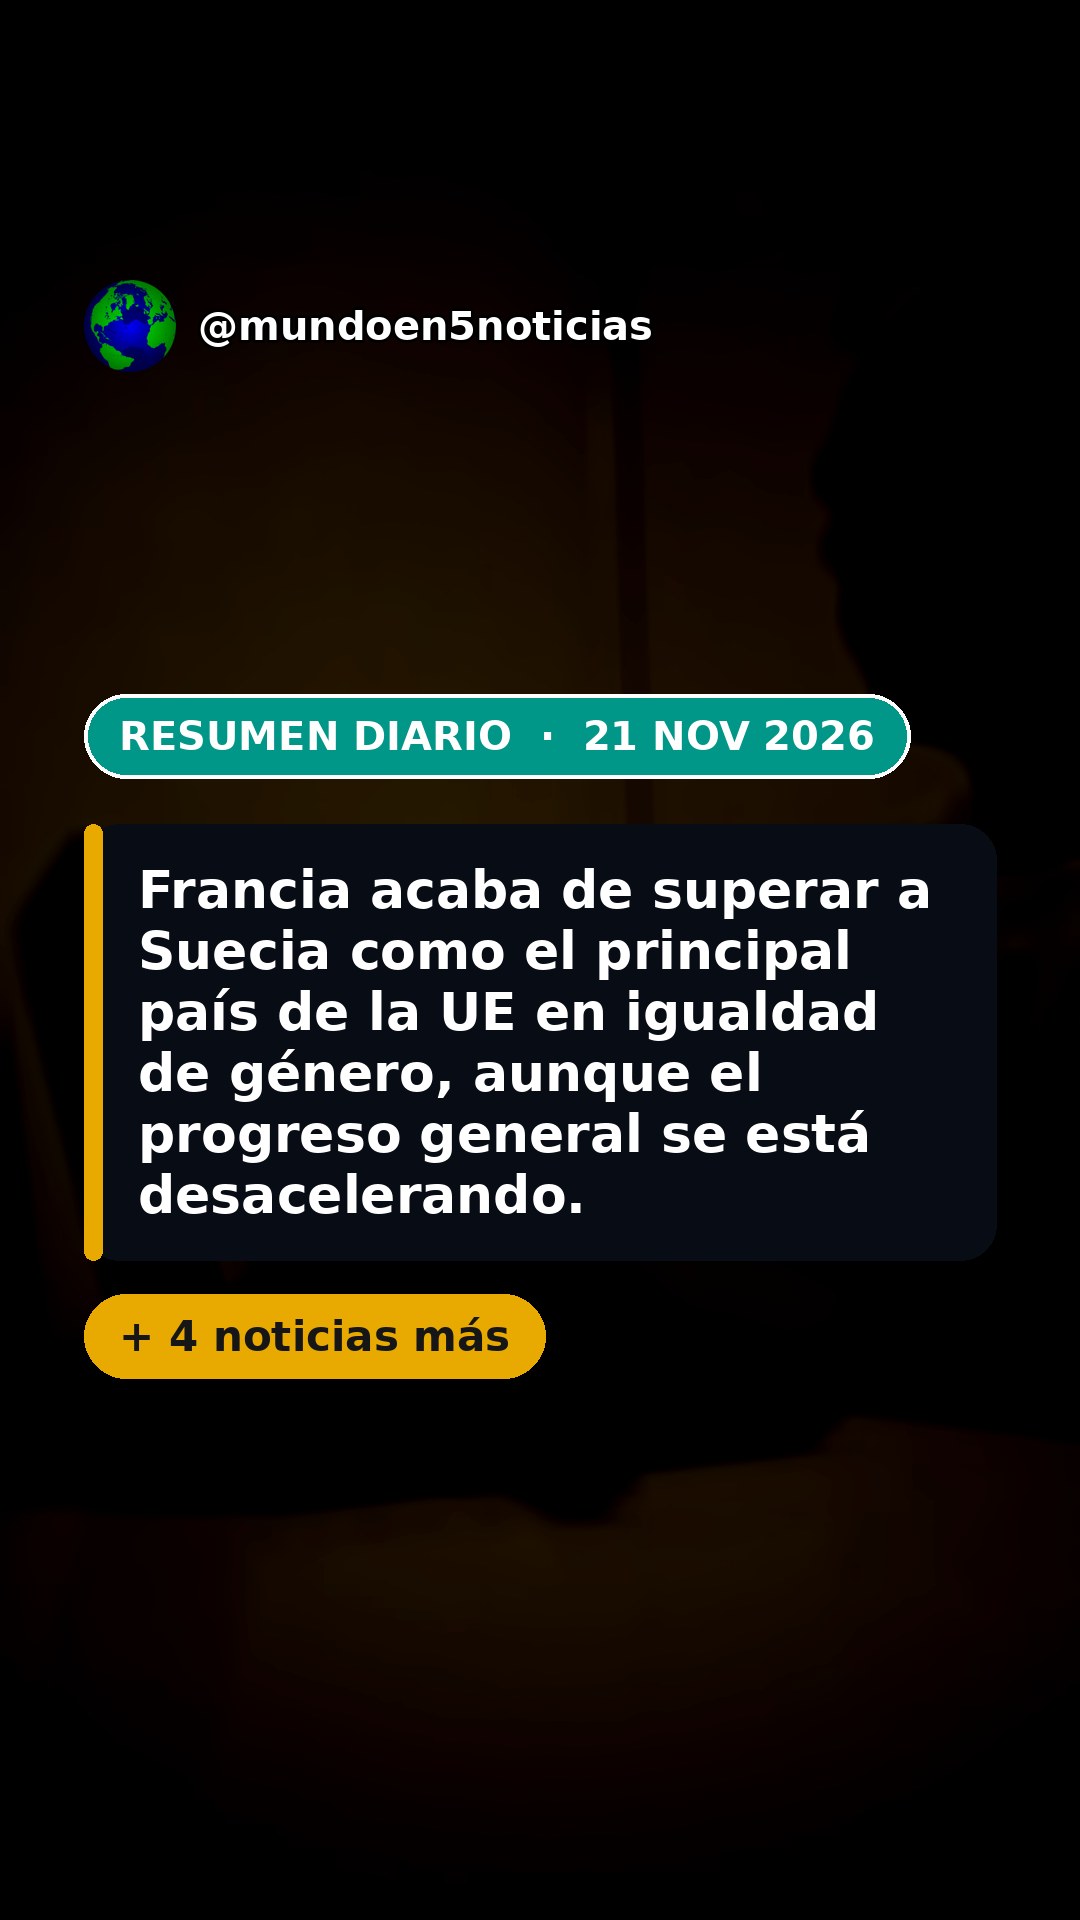 @mundoen5noticias
RESUMEN DIARIO · 21 NOV 2026
Francia acaba de superar a
Suecia como el principal
país de la UE en igualdad
de género, aunque el
progreso general se está
desacelerando.
+ 4 noticias más